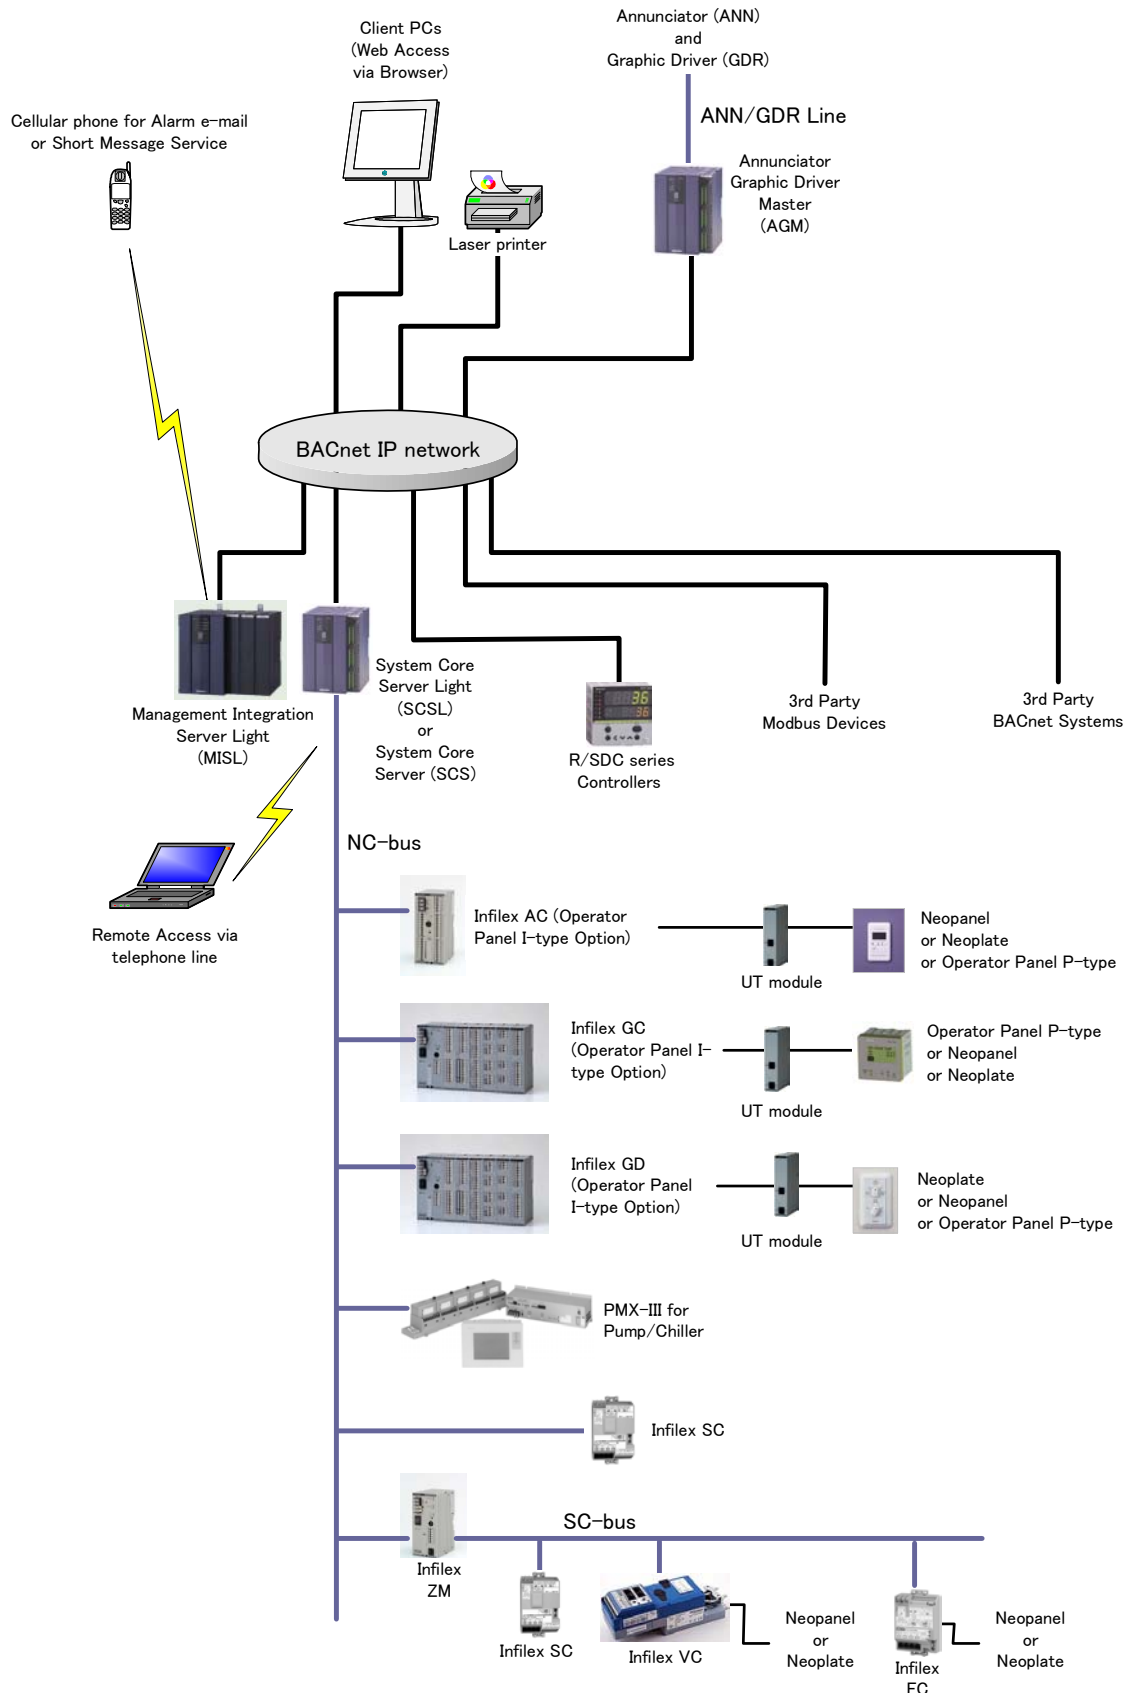 Annunciator (ANN)
and
Graphic Driver (GDR)
Client PCs
(Web Access
via Browser)
ANN/GDR Line
Cellular phone for Alarm e-mail
or Short Message Service
Annunciator
Graphic Driver
Master
(AGM)
Laser printer
BACnet IP network
System Core
Server Light
(SCSL)
or
System Core
Server (SCS)
Management Integration
Server Light
(MISL)
R/SDC series
Controllers
3rd Party
Modbus Devices
3rd Party
BACnet Systems
NC-bus
Remote Access via
telephone line
Infilex AC (Operator
Panel I-type Option)
UT module
Neopanel
or Neoplate
or Operator Panel P-type
Infilex GC
(Operator Panel I-
type Option)
UT module
Operator Panel P-type
or Neopanel
or Neoplate
Infilex GD
(Operator Panel
I-type Option)
UT module
Neoplate
or Neopanel
or Operator Panel P-type
PMX-III for
Pump/Chiller
Infilex SC
SC-bus
Infilex
ZM
Infilex SC
Infilex VC
Neopanel
or
Neoplate
Infilex
Neopanel
or
Neoplate